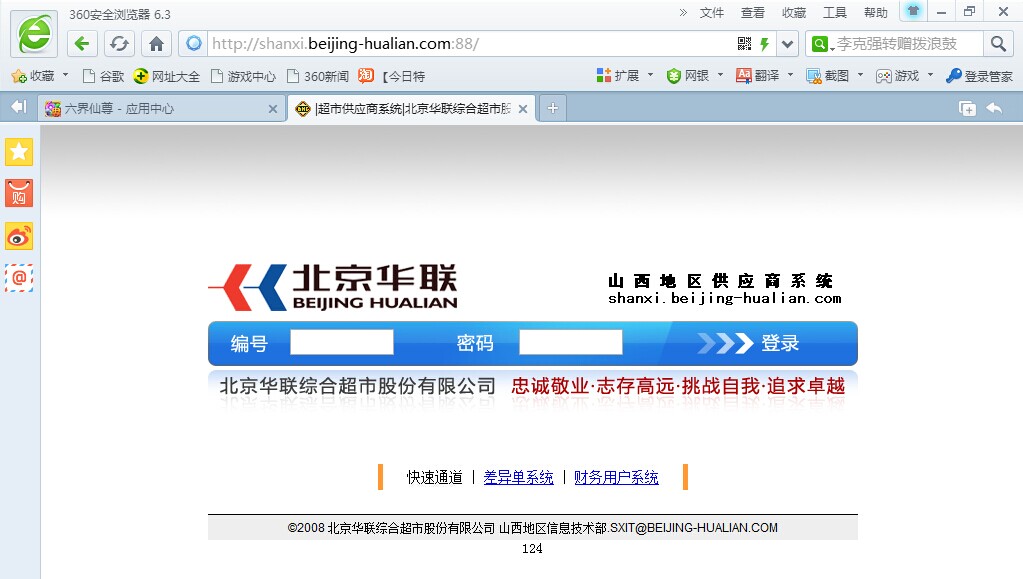 360安全浏览器 6.3
» 文件 查看 收藏 工具 帮助
http://shanxi.beijing-hualian.com:88/
李克强转赠拨浪鼓
收藏 谷歌 网址大全 游戏中心 360新闻 淘 【今日特 扩展 网银 翻译 截图 游戏 登录管家
六界仙尊 - 应用中心
|超市供应商系统|北京华联综合超市股
购
北京华联
BEIJING HUALIAN
山西地区供应商系统
shanxi.beijing-hualian.com
编号 密码 登录
北京华联综合超市股份有限公司 忠诚敬业·志存高远·挑战自我·追求卓越
快速通道 | 差异单系统 | 财务用户系统
©2008 北京华联综合超市股份有限公司 山西地区信息技术部.SXIT@BEIJING-HUALIAN.COM
124